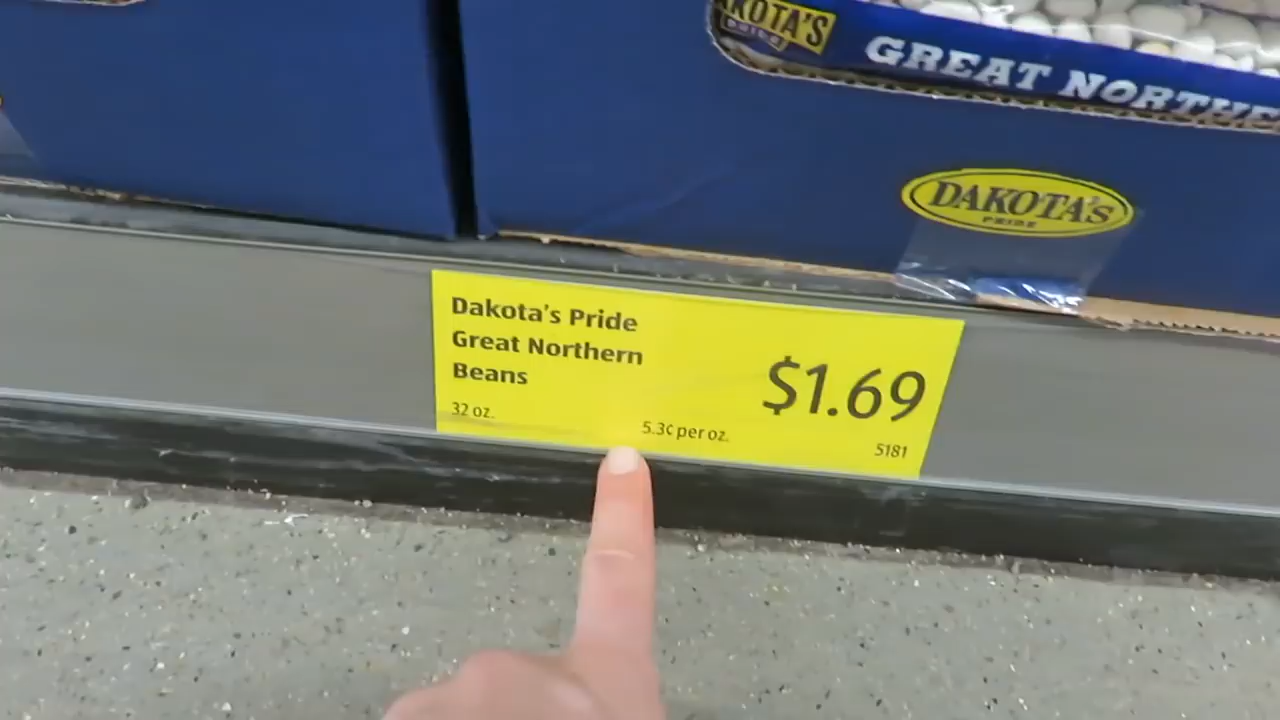 DAKOTA'S
GREAT NORTHE
DAKOTA'S
PRIDE
Dakota's Pride
Great Northern
Beans
32 oz.
5.3¢ per oz.
$1.69
5181